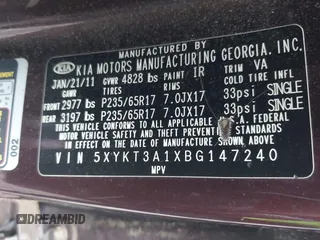 KIA KIA MOTORS MANUFACTURING GEORGIA, INC.
JAN/21/11 GVWR 4828 lbs PAINT IR TRIM VA
GAWR TIRES RIMS COLD TIRE INFL
FRONT 2977 lbs P235/65R17 7.0JX17 33psi SINGLE
REAR 3197 lbs P235/65R17 7.0JX17 33psi SINGLE
THIS VEHICLE CONFORMS TO ALL APPLICABLE U.S.A. FEDERAL
MOTOR VEHICLE SAFETY AND THEFT PREVENTION STANDARDS
IN EFFECT ON THE DATE OF MANUFACTURE SHOWN ABOVE.
VIN 5XYKT3A1XBG147240
MPV
002
DREAMBID